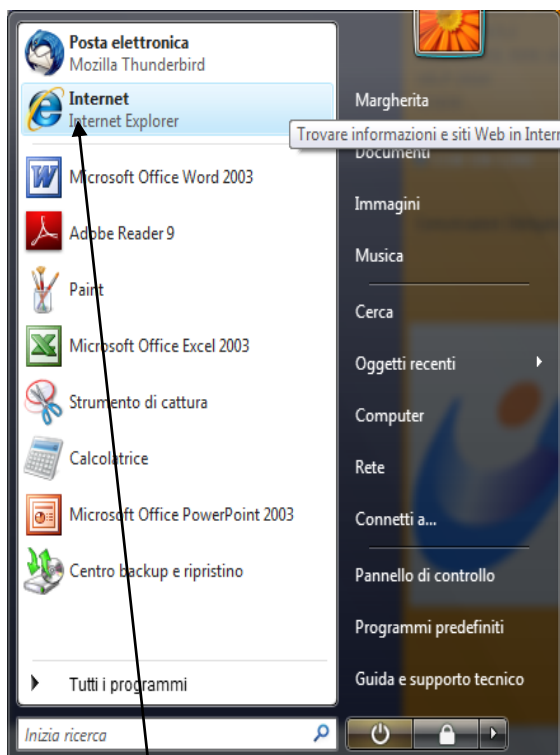 Posta elettronica
Mozilla Thunderbird
Internet
Internet Explorer
Microsoft Office Word 2003
Adobe Reader 9
Paint
Microsoft Office Excel 2003
Strumento di cattura
Calcolatrice
Microsoft Office PowerPoint 2003
Centro backup e ripristino
Tutti i programmi
Inizia ricerca
Margherita
Trovare informazioni e siti Web in Intern
Documenti
Immagini
Musica
Cerca
Oggetti recenti
Computer
Rete
Connetti a...
Pannello di controllo
Programmi predefiniti
Guida e supporto tecnico